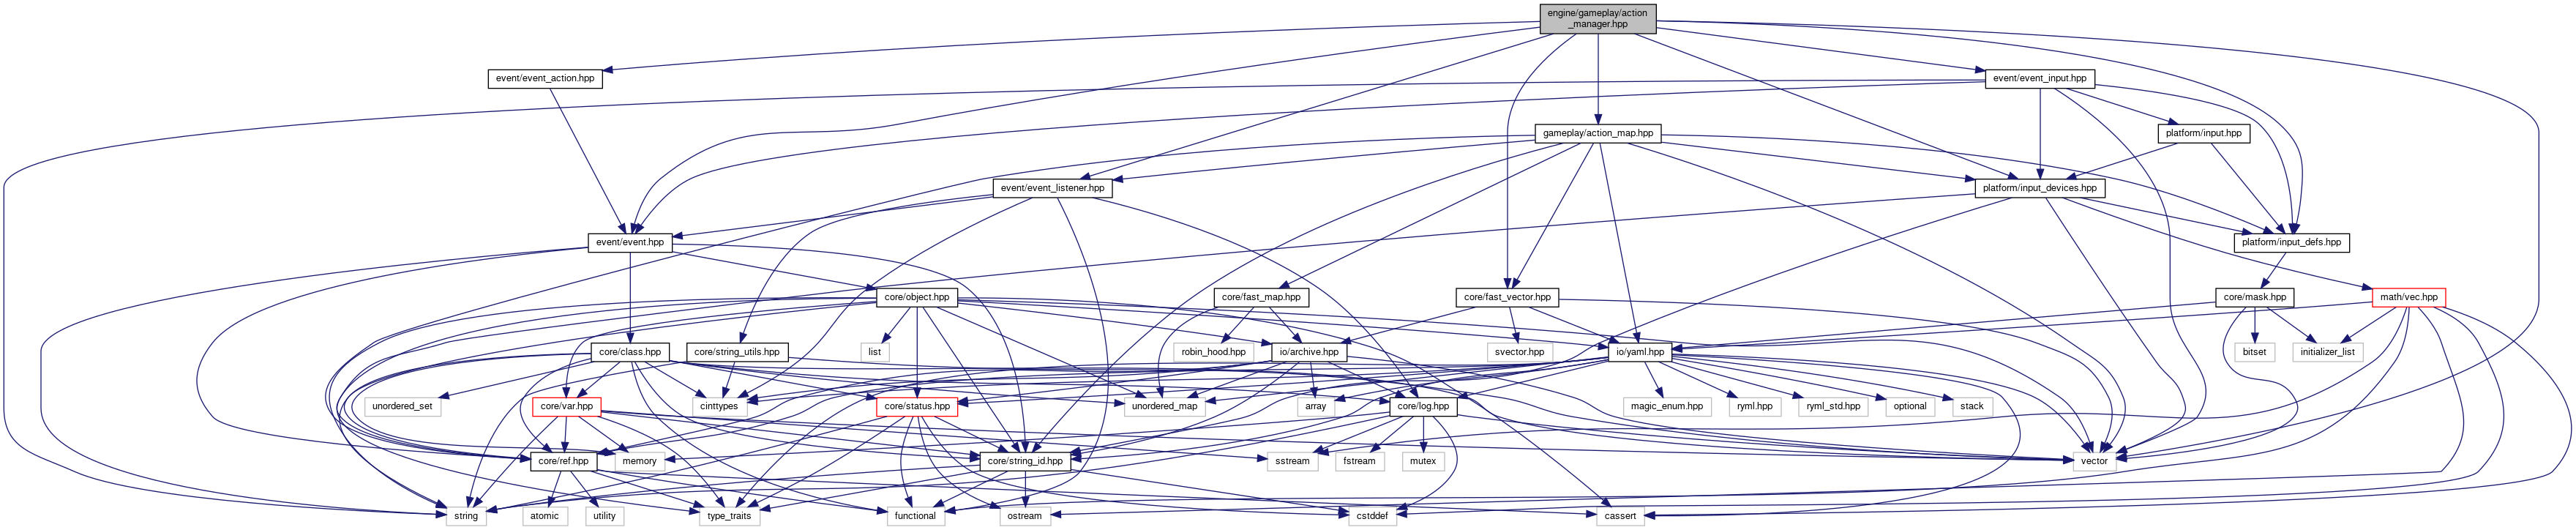 engine/gameplay/action
_manager.hpp
event/event_action.hpp
event/event_input.hpp
gameplay/action_map.hpp
platform/input.hpp
event/event_listener.hpp
platform/input_devices.hpp
event/event.hpp
platform/input_defs.hpp
core/object.hpp
core/fast_map.hpp
core/fast_vector.hpp
core/mask.hpp
math/vec.hpp
core/class.hpp
core/string_utils.hpp
list
robin_hood.hpp
io/archive.hpp
svector.hpp
io/yaml.hpp
bitset
initializer_list
unordered_set
core/var.hpp
cinttypes
core/status.hpp
unordered_map
array
core/log.hpp
magic_enum.hpp
ryml.hpp
ryml_std.hpp
optional
stack
core/ref.hpp
memory
core/string_id.hpp
sstream
fstream
mutex
vector
string
atomic
utility
type_traits
functional
ostream
cstddef
cassert